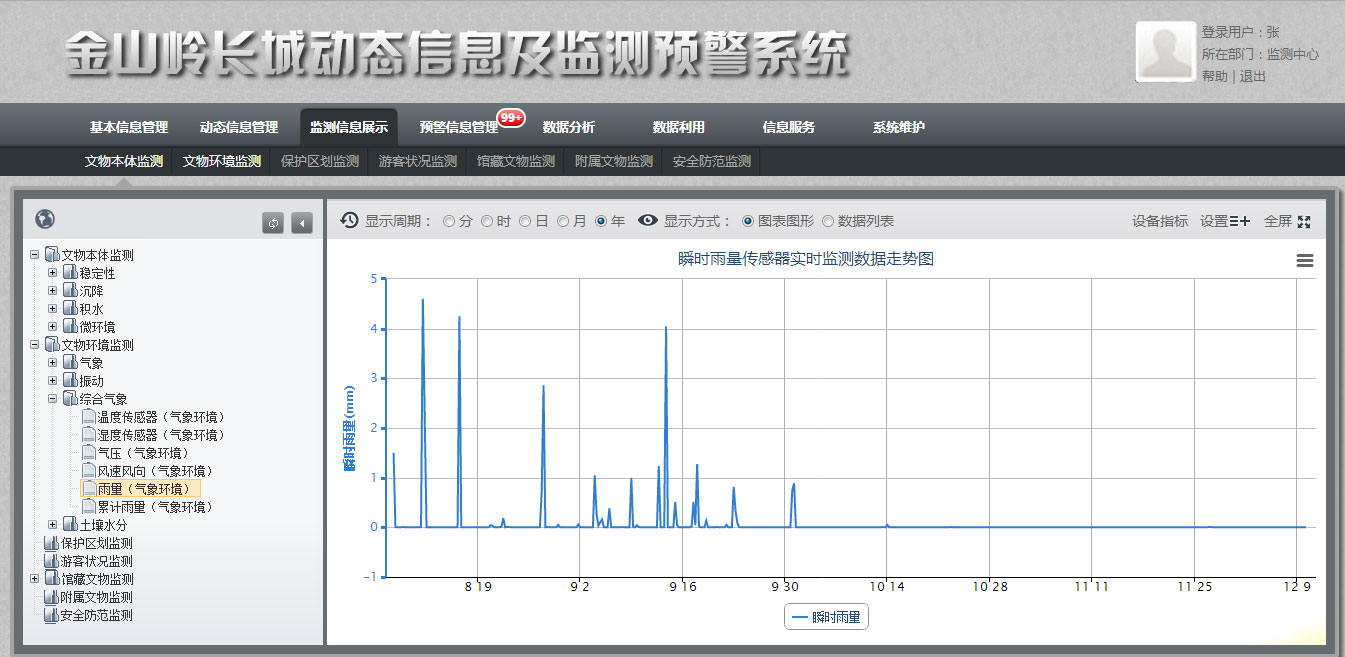 金山岭长城动态信息及监测预警系统
登录用户：张
所在部门：监测中心
帮助 | 退出
基本信息管理 动态信息管理 监测信息展示 预警信息管理 99+ 数据分析 数据利用 信息服务 系统维护
文物本体监测 文物环境监测 保护区划监测 游客状况监测 馆藏文物监测 附属文物监测 安全防范监测
显示周期： 分 时 日 月 年 显示方式： 图表图形 数据列表 设备指标 设置 全屏
文物本体监测
稳定性
沉降
积水
微环境
文物环境监测
气象
振动
综合气象
温度传感器（气象环境）
湿度传感器（气象环境）
气压（气象环境）
风速风向（气象环境）
雨量（气象环境）
累计雨量（气象环境）
土壤水分
保护区划监测
游客状况监测
馆藏文物监测
附属文物监测
安全防范监测
瞬时雨量传感器实时监测数据走势图
瞬时雨量(mm)
5
4
3
2
1
0
-1
8 19 9 2 9 16 9 30 10 14 10 28 11 11 11 25 12 9
瞬时雨量